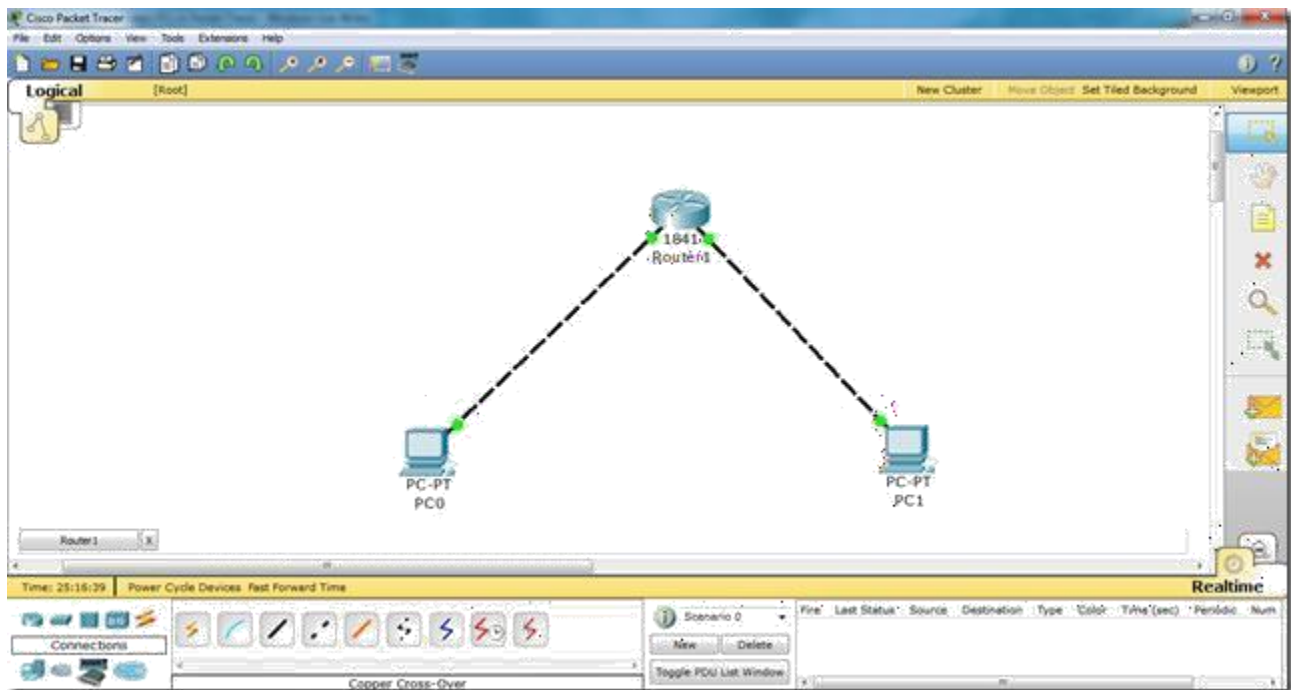 Cisco Packet Tracer
File Edit Options View Tools Extensions Help
Logical [Root] New Cluster Move Object Set Tiled Background Viewport
1841
Router1
PC-PT
PC0
PC-PT
PC1
Router1 X
Time: 25:16:39 Power Cycle Devices Fast Forward Time Realtime
Connections
Copper Cross-Over
Scenario 0
New Delete
Toggle PDU List Window
Fire Last Status Source Destination Type Color Time (sec) Periodic Num